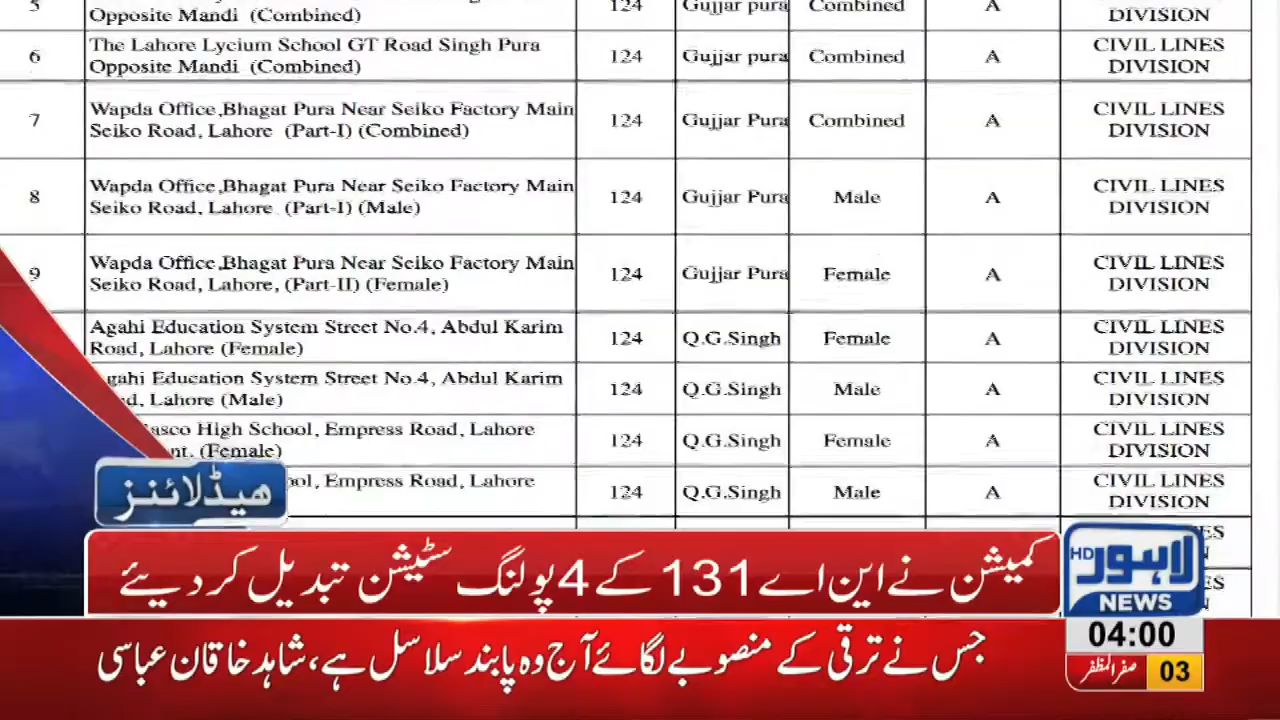 5 124 Gujjar pura Combined A
Opposite Mandi (Combined) DIVISION
The Lahore Lycium School GT Road Singh Pura CIVIL LINES
6 124 Gujjar pura Combined A
Opposite Mandi (Combined) DIVISION
Wapda Office,Bhagat Pura Near Seiko Factory Main CIVIL LINES
7 124 Gujjar Pura Combined A
Seiko Road, Lahore (Part-I) (Combined) DIVISION
Wapda Office,Bhagat Pura Near Seiko Factory Main CIVIL LINES
8 124 Gujjar Pura Male A
Seiko Road, Lahore (Part-I) (Male) DIVISION
Wapda Office,Bhagat Pura Near Seiko Factory Main CIVIL LINES
9 124 Gujjar Pura Female A
Seiko Road, Lahore, (Part-II) (Female) DIVISION
Agahi Education System Street No.4, Abdul Karim CIVIL LINES
124 Q.G.Singh Female A
Road, Lahore (Female) DIVISION
Education System Street No.4, Abdul Karim CIVIL LINES
124 Q.G.Singh Male A
Lahore (Male) DIVISION
High School, Empress Road, Lahore CIVIL LINES
124 Q.G.Singh Female A
(Female) DIVISION
Empress Road, Lahore CIVIL LINES
124 Q.G.Singh Male A
DIVISION
ہیڈلائنز
کمیشن نے این اے 131 کے 4 پولنگ سٹیشن تبدیل کر دیئے
HD لاہور
NEWS
04:00
جس نے ترقی کے منصوبے لگائے آج وہ پابند سلاسل ہے، شاہد خاقان عباسی
03 صفر المظفر